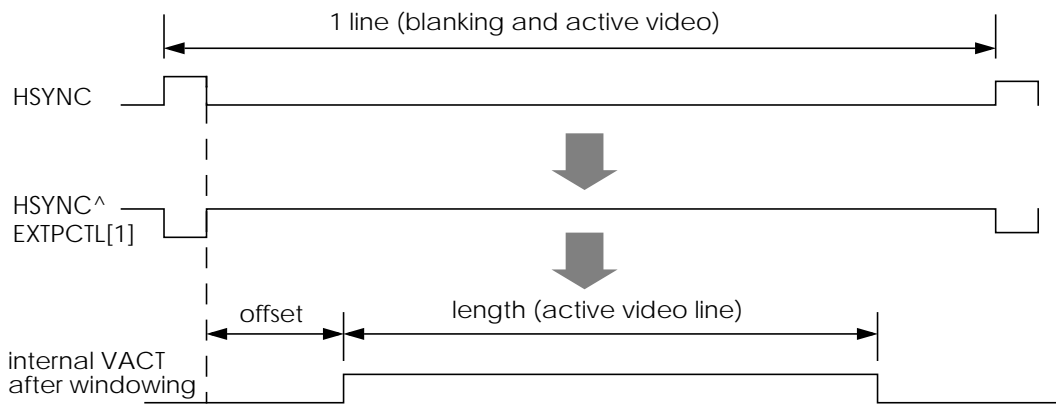 1 line (blanking and active video)
HSYNC
HSYNC^
EXTPCTL[1]
offset
length (active video line)
internal VACT
after windowing